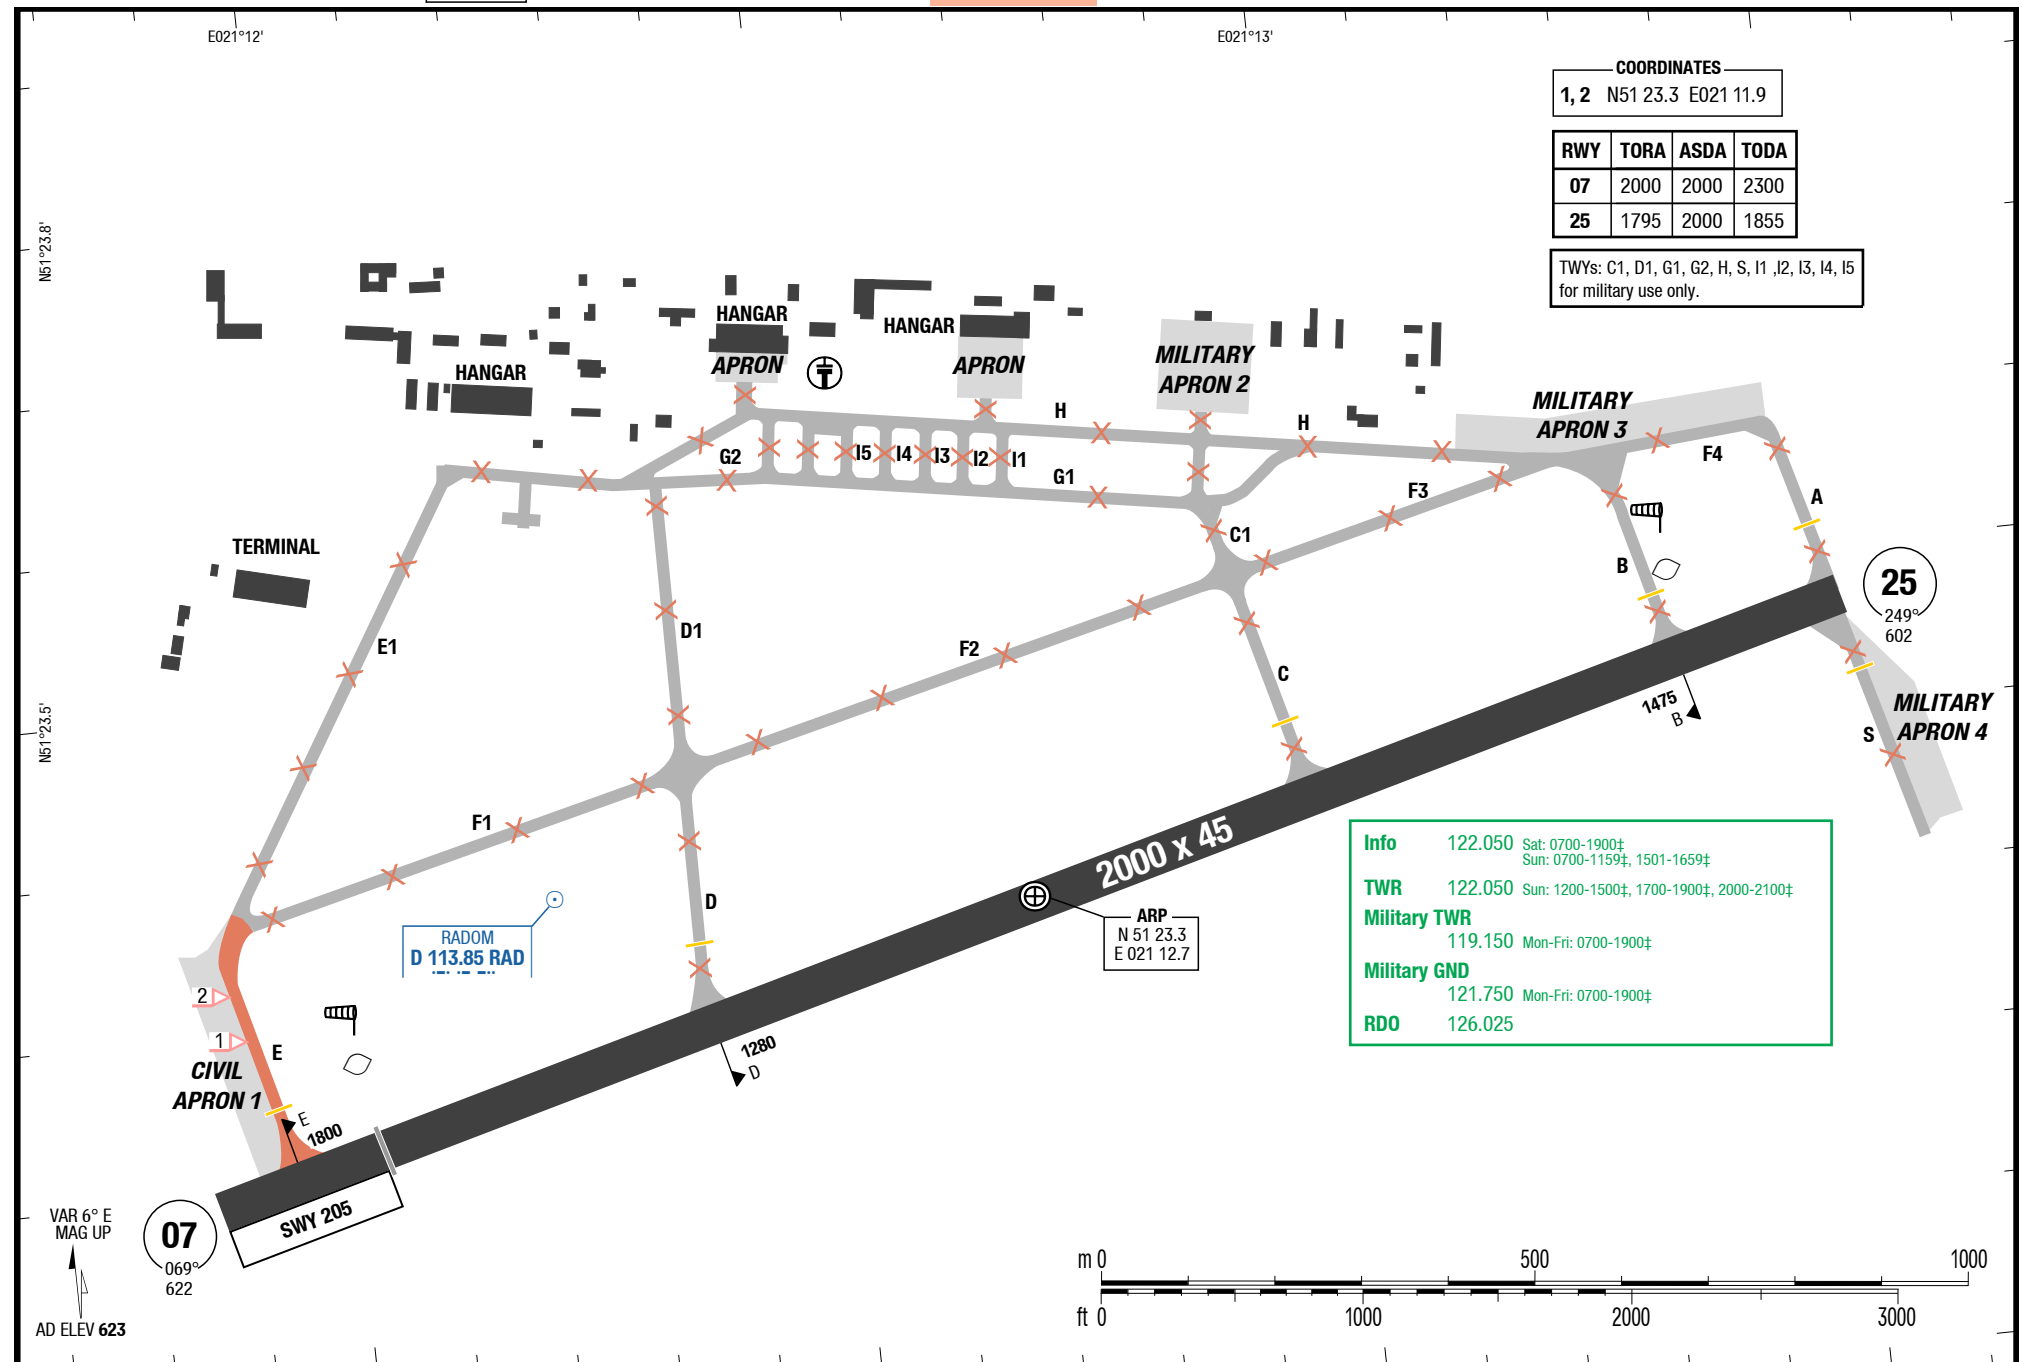 E021°12'
E021°13'
COORDINATES
1, 2 N51 23.3 E021 11.9
RWY TORA ASDA TODA
07 2000 2000 2300
25 1795 2000 1855
TWYs: C1, D1, G1, G2, H, S, I1 ,I2, I3, I4, I5
for military use only.
N51°23.8'
HANGAR
HANGAR
HANGAR
APRON
APRON
MILITARY
APRON 2
MILITARY
APRON 3
H
H
G2
I5
I4
I3
I2
I1
G1
F4
F3
A
C1
B
TERMINAL
E1
D1
F2
C
25
249°
602
N51°23.5'
1475
B
MILITARY
APRON 4
S
F1
2000 x 45
D
ARP
N 51 23.3
E 021 12.7
RADOM
D 113.85 RAD
Info 122.050 Sat: 0700-1900‡
Sun: 0700-1159‡, 1501-1659‡
TWR 122.050 Sun: 1200-1500‡, 1700-1900‡, 2000-2100‡
Military TWR
119.150 Mon-Fri: 0700-1900‡
Military GND
121.750 Mon-Fri: 0700-1900‡
RDO 126.025
2
1
E
CIVIL
APRON 1
1280
D
E
1800
SWY 205
07
069°
622
VAR 6° E
MAG UP
AD ELEV 623
m 0 500 1000
ft 0 1000 2000 3000